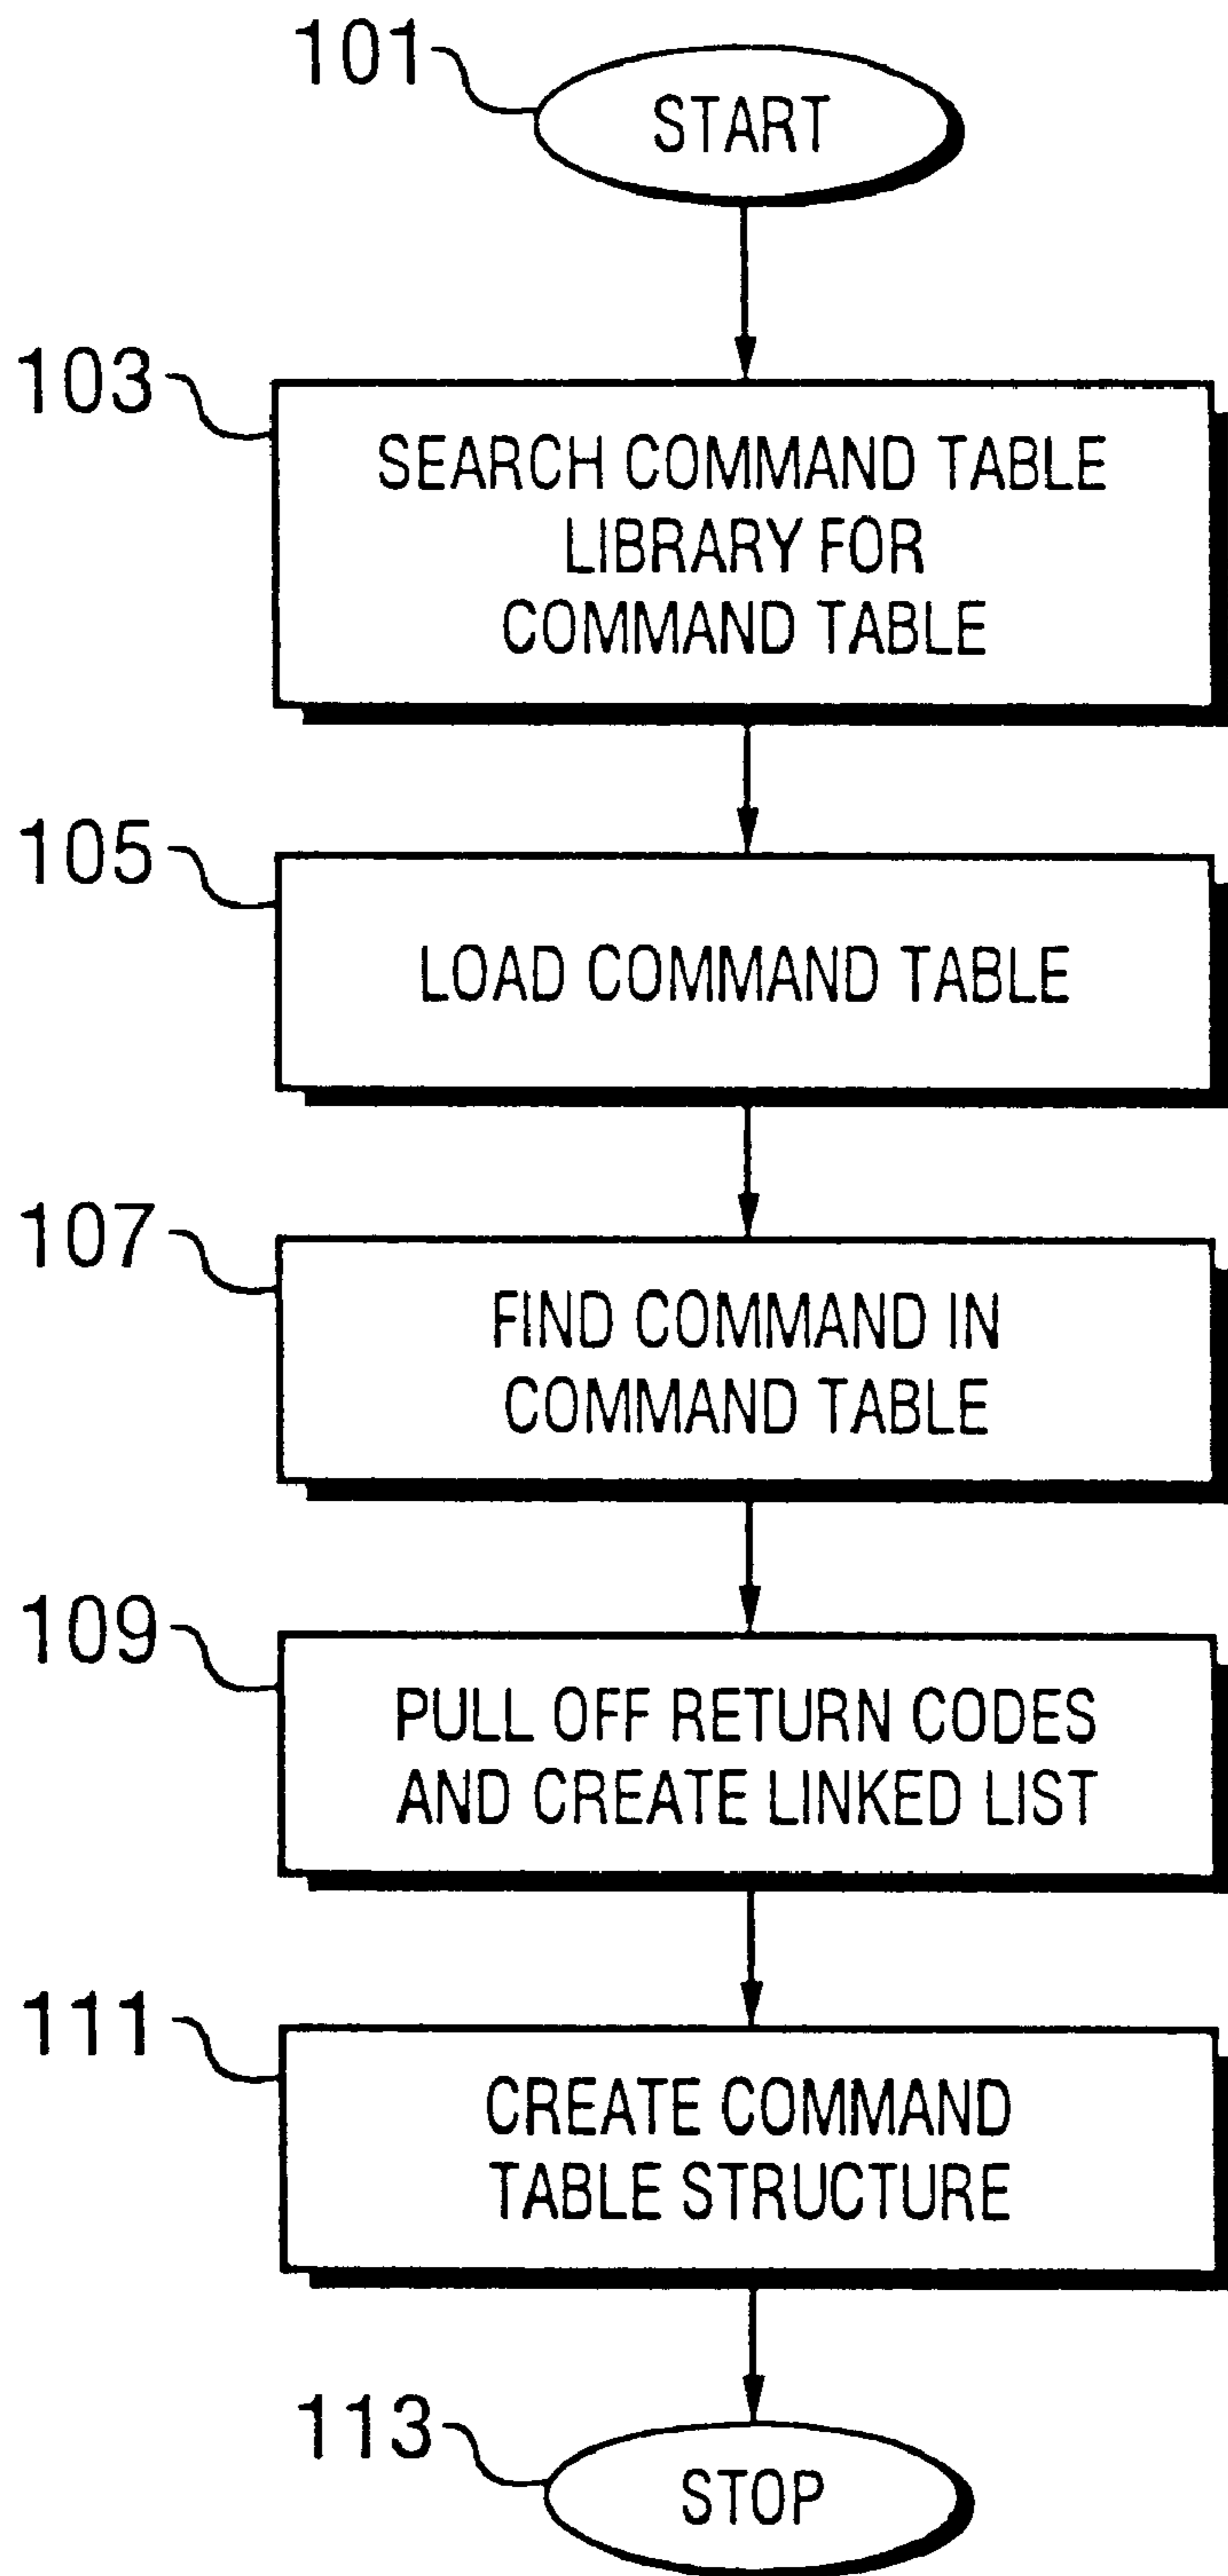 101
START
103
SEARCH COMMAND TABLE
LIBRARY FOR
COMMAND TABLE
105
LOAD COMMAND TABLE
107
FIND COMMAND IN
COMMAND TABLE
109
PULL OFF RETURN CODES
AND CREATE LINKED LIST
111
CREATE COMMAND
TABLE STRUCTURE
113
STOP